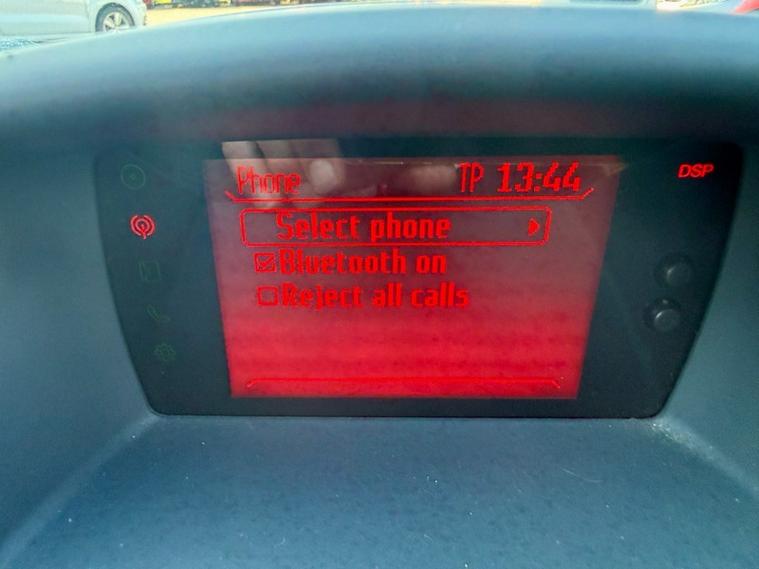 Phone TP 13:44 DSP
Select phone
Bluetooth on
Reject all calls